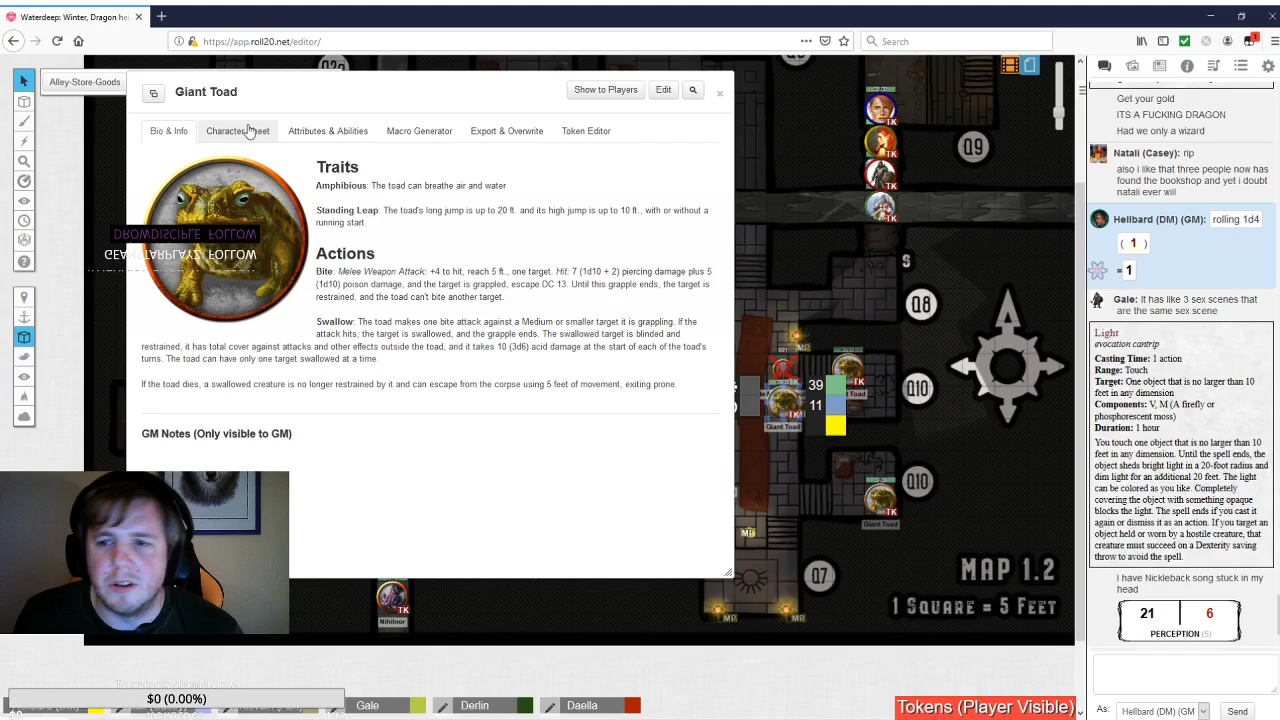 Waterdeep: Winter, Dragon hei
https://app.roll20.net/editor/
Search
Alley-Store-Goods
Giant Toad
Show to Players
Edit
Bio & Info
Character Sheet
Attributes & Abilities
Macro Generator
Export & Overwrite
Token Editor
Traits
Amphibious: The toad can breathe air and water
Standing Leap: The toad's long jump is up to 20 ft. and its high jump is up to 10 ft., with or without a
running start.
Actions
Bite: Melee Weapon Attack: +4 to hit, reach 5 ft., one target. Hit: 7 (1d10 + 2) piercing damage plus 5
(1d10) poison damage, and the target is grappled, escape DC 13. Until this grapple ends, the target is
restrained, and the toad can't bite another target.
Swallow: The toad makes one bite attack against a Medium or smaller target it is grappling. If the
attack hits, the target is swallowed, and the grapple ends. The swallowed target is blinded and
restrained, it has total cover against attacks and other effects outside the toad, and it takes 10 (3d6) acid damage at the start of each of the toad's
turns. The toad can have only one target swallowed at a time.
If the toad dies, a swallowed creature is no longer restrained by it and can escape from the corpse using 5 feet of movement, exiting prone.
GM Notes (Only visible to GM)
DROWDISCIPLE FOLLOW
GEANSTARPLAYZ FOLLOW
Q9
Q8
S
Q10
Q10
Q7
TK
TK
TK
TK
MP
39
11
TK
Giant Toad
TK
Giant Toad
MP
MP
MP
TK
Nihiloor
MAP 1.2
1 SQUARE = 5 FEET
$0 (0.00%)
Gale
Derlin
Daella
Tokens (Player Visible)
Get your gold
ITS A FUCKING DRAGON
Had we only a wizard
Natali (Casey): rip
also i like that three people now has
found the bookshop and yet i doubt
natali ever will
Hellbard (DM) (GM): rolling 1d4
( 1 )
= 1
Gale: It has like 3 sex scenes that
are the same sex scene
Light
evocation cantrip
Casting Time: 1 action
Range: Touch
Target: One object that is no larger than 10
feet in any dimension
Components: V, M (A firefly or
phosphorescent moss)
Duration: 1 hour
You touch one object that is no larger than 10
feet in any dimension. Until the spell ends, the
object sheds bright light in a 20-foot radius and
dim light for an additional 20 feet. The light
can be colored as you like. Completely
covering the object with something opaque
blocks the light. The spell ends if you cast it
again or dismiss it as an action. If you target an
object held or worn by a hostile creature, that
creature must succeed on a Dexterity saving
throw to avoid the spell.
I have Nickleback song stuck in my
head
21 6
PERCEPTION (5)
As:
Hellbard (DM) (GM
Send